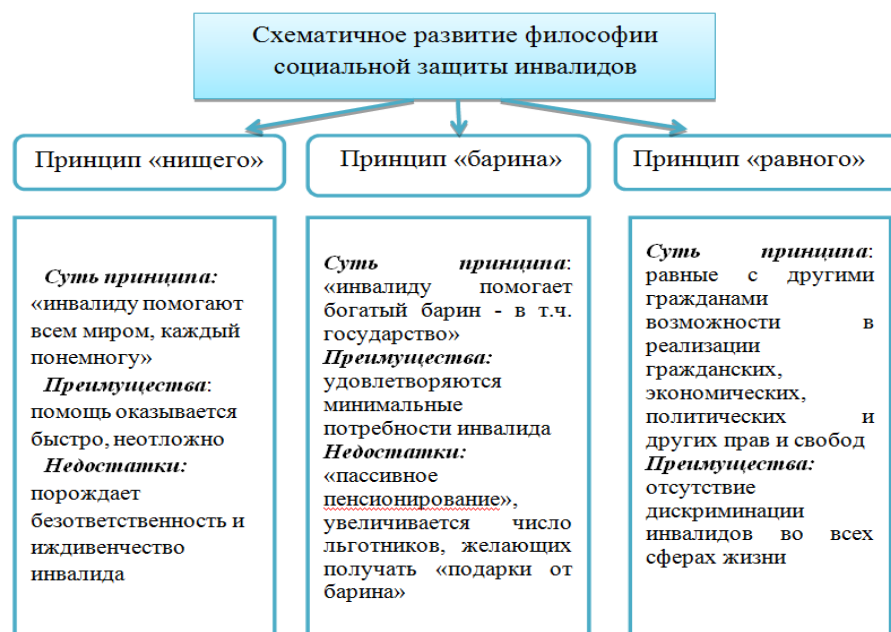 Схематичное развитие философии
социальной защиты инвалидов
Принцип «нищего»
Принцип «барина»
Принцип «равного»
Суть принципа:
«инвалиду помогают
всем миром, каждый
понемногу»
Преимущества:
помощь оказывается
быстро, неотложно
Недостатки:
порождает
безответственность и
иждивенчество
инвалида
Суть принципа:
«инвалиду помогает
богатый барин - в т.ч.
государство»
Преимущества:
удовлетворяются
минимальные
потребности инвалида
Недостатки:
«пассивное
пенсионирование»,
увеличивается число
льготников, желающих
получать «подарки от
барина»
Суть принципа:
равные с другими
гражданами
возможности в
реализации
гражданских,
экономических,
политических и
других прав и свобод
Преимущества:
отсутствие
дискриминации
инвалидов во всех
сферах жизни